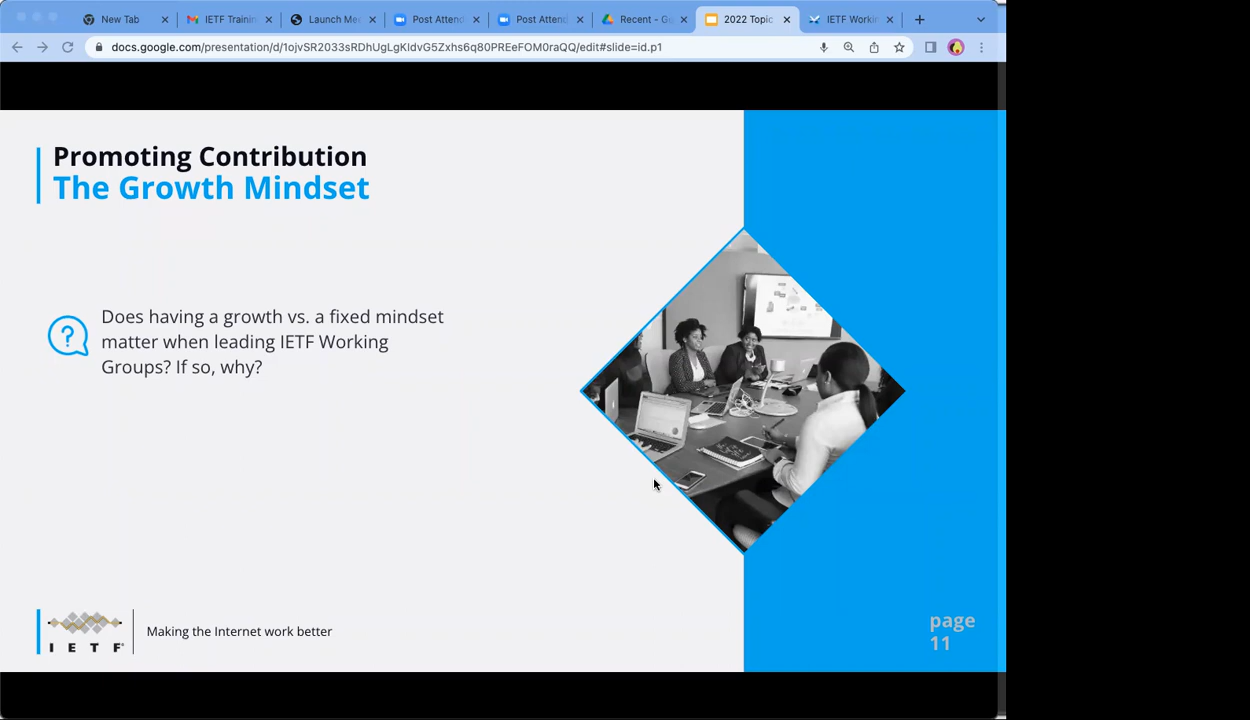 New Tab
IETF Trainin
Launch Me
Post Attend
Post Attend
Recent - G
2022 Topic
IETF Workin
docs.google.com/presentation/d/1ojvSR2033sRDhUgLgKIdvG5Zxhs6q80PREeFOM0raQQ/edit#slide=id.p1
Promoting Contribution
The Growth Mindset
Does having a growth vs. a fixed mindset
matter when leading IETF Working
Groups? If so, why?
I E T F
Making the Internet work better
page
11